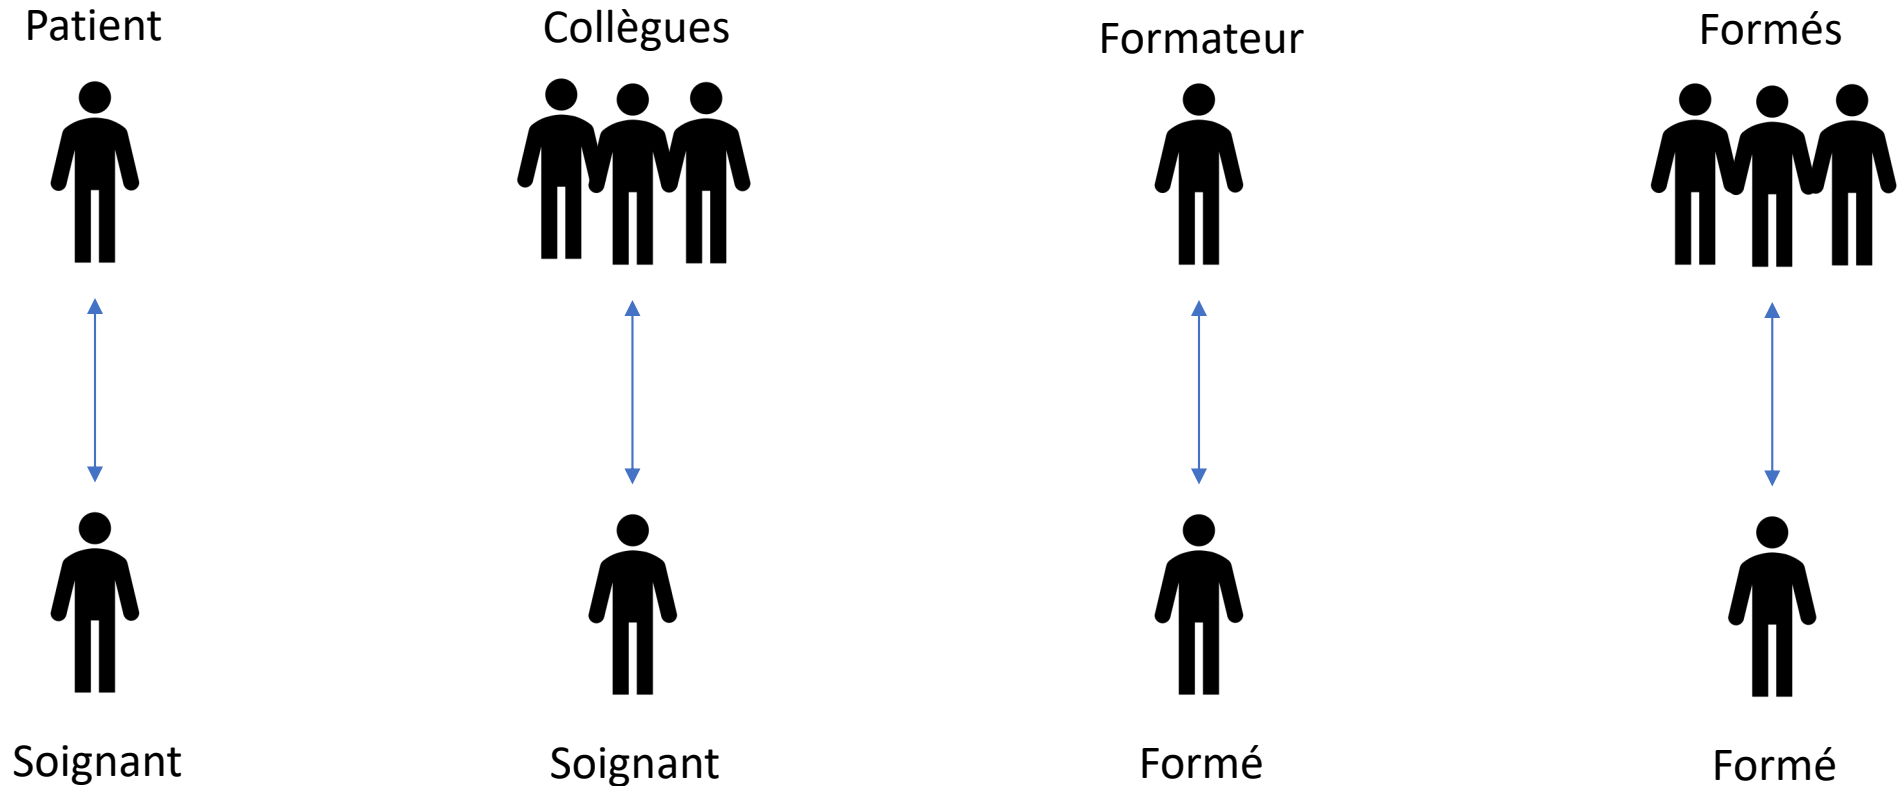 Patient
Collègues
Formateur
Formés
Soignant
Soignant
Formé
Formé